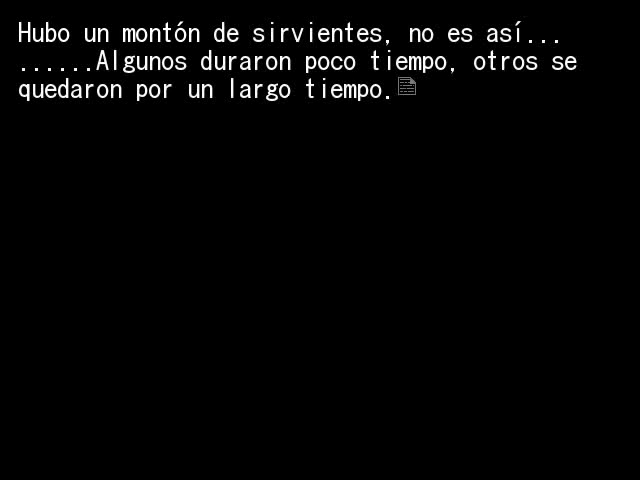 Hubo un montón de sirvientes, no es así...
......Algunos duraron poco tiempo, otros se
quedaron por un largo tiempo.